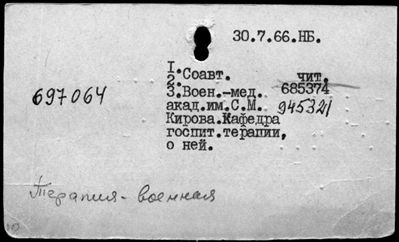 30.7.66.НБ.
1.Соавт.
2. чит.
3.Воен.-мед. 685374
697064
акад.им.С.М. 945321
Кирова.Кафедра
госпит.терапии,
о ней.
Терапия-военная